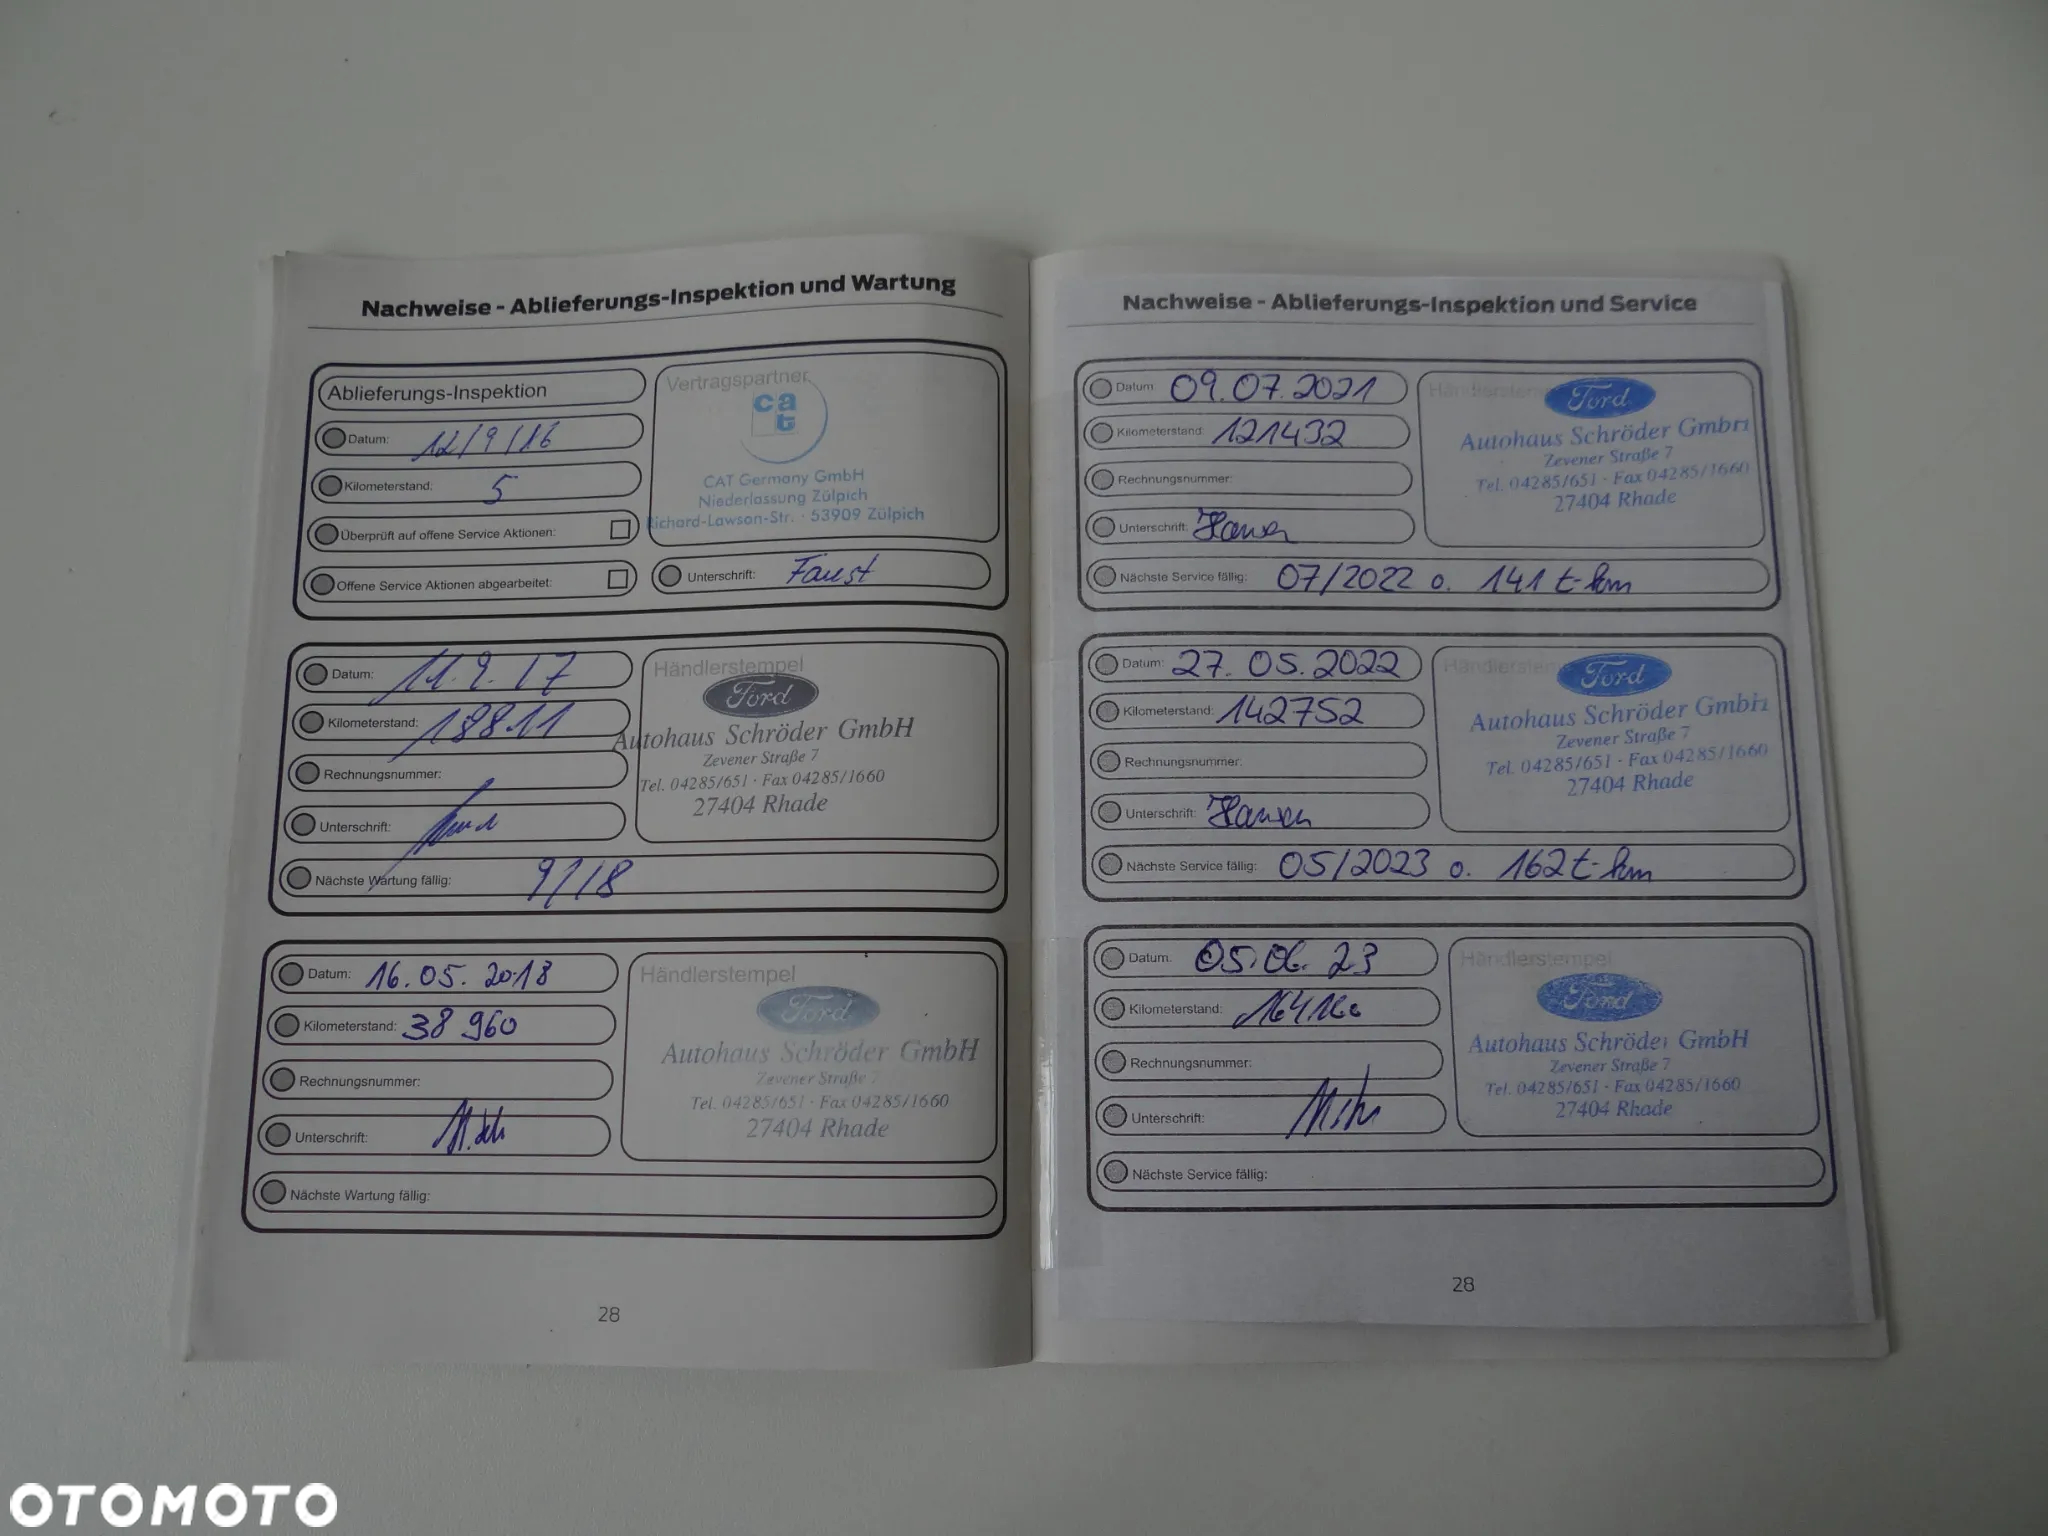 Nachweise - Ablieferungs-Inspektion und Wartung
Ablieferungs-Inspektion
Datum: 12/9/16
Kilometerstand: 5
Überprüft auf offene Service Aktionen:
Offene Service Aktionen abgearbeitet:
Vertragspartner
cat
CAT Germany GmbH
Niederlassung Zülpich
Richard-Lawson-Str. · 53909 Zülpich
Unterschrift: Faust
Datum: 11.9.17
Kilometerstand: 18811
Rechnungsnummer:
Unterschrift:
Nächste Wartung fällig: 9/18
Händlerstempel
Ford
Autohaus Schröder GmbH
Zevener Straße 7
Tel. 04285/651 · Fax 04285/1660
27404 Rhade
Datum: 16.05.2018
Kilometerstand: 38 960
Rechnungsnummer:
Unterschrift:
Nächste Wartung fällig:
Händlerstempel
Ford
Autohaus Schröder GmbH
Zevener Straße 7
Tel. 04285/651 · Fax 04285/1660
27404 Rhade
28
Nachweise - Ablieferungs-Inspektion und Service
Datum: 09.07.2021
Kilometerstand: 121432
Rechnungsnummer:
Unterschrift:
Nächste Service fällig: 07/2022 o. 141 t-km
Händlerstem
Ford
Autohaus Schröder GmbH
Zevener Straße 7
Tel. 04285/651 · Fax 04285/1660
27404 Rhade
Datum: 27.05.2022
Kilometerstand: 142752
Rechnungsnummer:
Unterschrift:
Nächste Service fällig: 05/2023 o. 162 t-km
Händlerstem
Ford
Autohaus Schröder GmbH
Zevener Straße 7
Tel. 04285/651 · Fax 04285/1660
27404 Rhade
Datum: 05.06.23
Kilometerstand:
Rechnungsnummer:
Unterschrift:
Nächste Service fällig:
Händlerstempel
Ford
Autohaus Schröder GmbH
Zevener Straße 7
Tel. 04285/651 · Fax 04285/1660
27404 Rhade
28
OTOMOTO